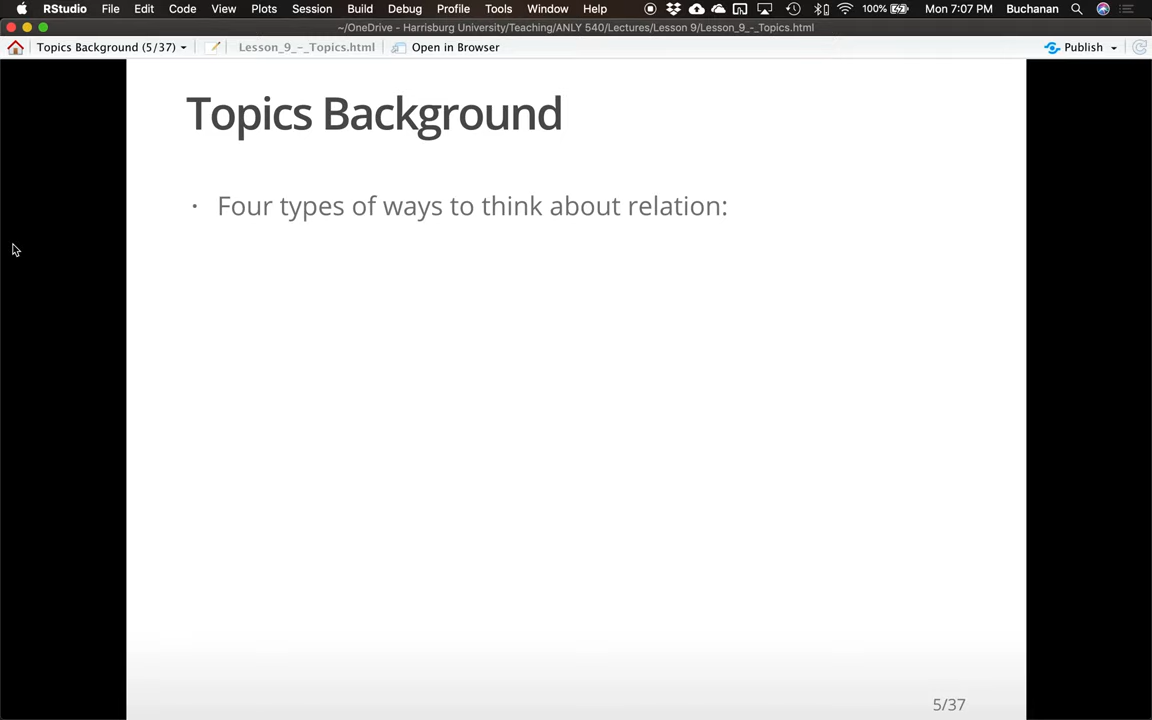 RStudio File Edit Code View Plots Session Build Debug Profile Tools Window Help 100% Mon 7:07 PM Buchanan
~/OneDrive - Harrisburg University/Teaching/ANLY 540/Lectures/Lesson 9/Lesson_9_-_Topics.html
Topics Background (5/37) Lesson_9_-_Topics.html Open in Browser Publish
Topics Background
· Four types of ways to think about relation:
5/37